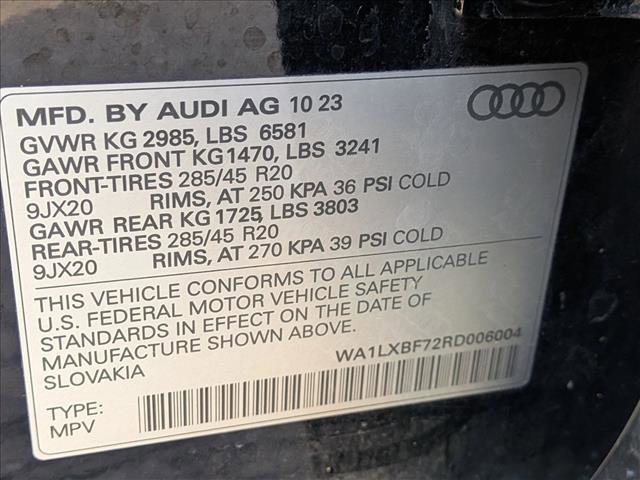 MFD. BY AUDI AG 10 23
GVWR KG 2985, LBS 6581
GAWR FRONT KG1470, LBS 3241
FRONT-TIRES 285/45 R20
9JX20 RIMS, AT 250 KPA 36 PSI COLD
GAWR REAR KG1725, LBS 3803
REAR-TIRES 285/45 R20
9JX20 RIMS, AT 270 KPA 39 PSI COLD
THIS VEHICLE CONFORMS TO ALL APPLICABLE
U.S. FEDERAL MOTOR VEHICLE SAFETY
STANDARDS IN EFFECT ON THE DATE OF
MANUFACTURE SHOWN ABOVE.
SLOVAKIA
WA1LXBF72RD006004
TYPE:
MPV